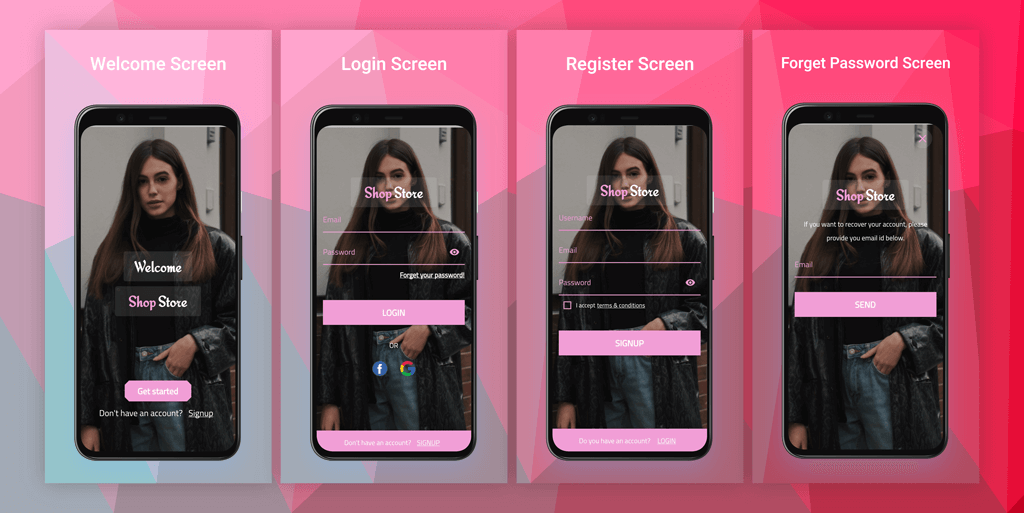 Welcome Screen
Welcome
Shop Store
Get started
Don't have an account? Signup
Login Screen
Shop Store
Email
Password
Forget your password!
LOGIN
OR
Don't have an account? SIGNUP
Register Screen
Shop Store
Username
Email
Password
I accept terms & conditions
SIGNUP
Do you have an account? LOGIN
Forget Password Screen
Shop Store
If you want to recover your account, please
provide you email id below.
Email
SEND